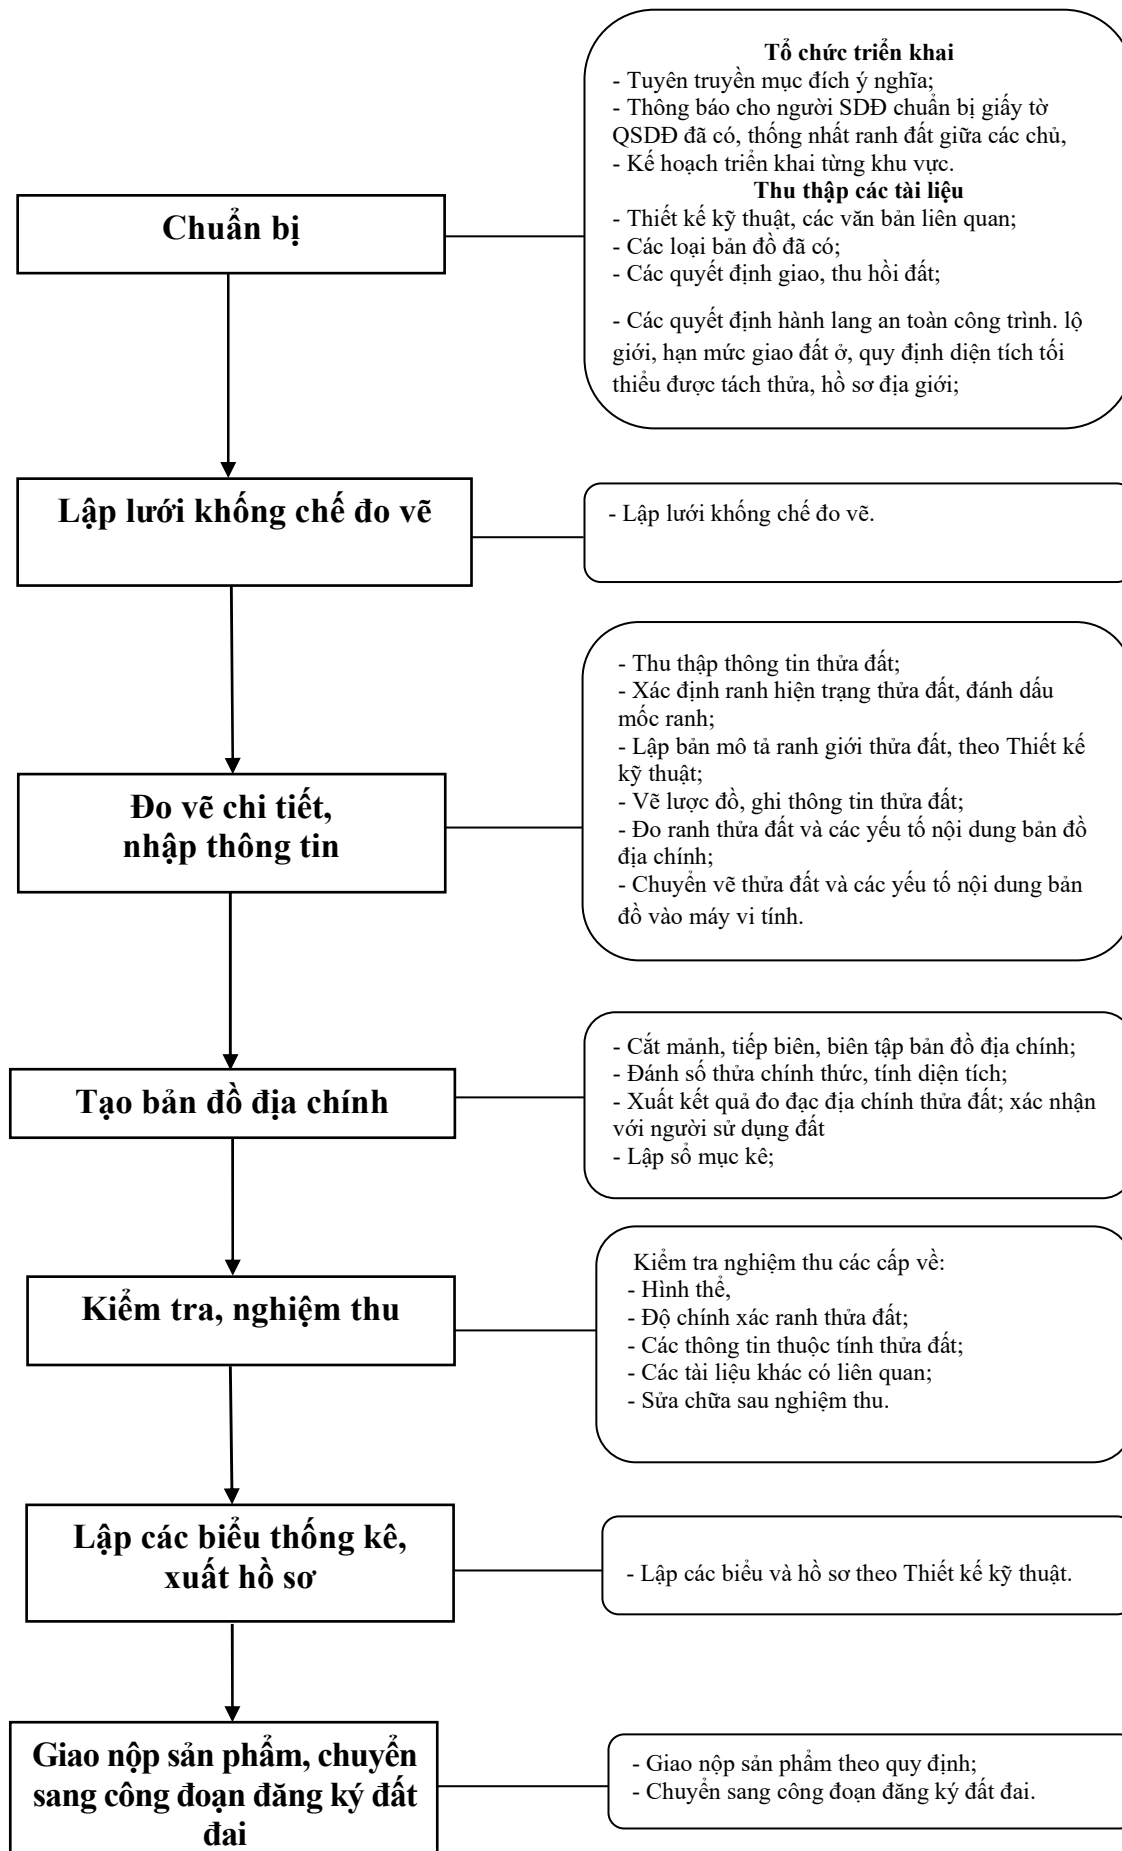 Chuẩn bị
Tổ chức triển khai
- Tuyên truyền mục đích ý nghĩa;
- Thông báo cho người SDĐ chuẩn bị giấy tờ
QSDĐ đã có, thống nhất ranh đất giữa các chủ,
- Kế hoạch triển khai từng khu vực.
Thu thập các tài liệu
- Thiết kế kỹ thuật, các văn bản liên quan;
- Các loại bản đồ đã có;
- Các quyết định giao, thu hồi đất;
- Các quyết định hành lang an toàn công trình. lộ
giới, hạn mức giao đất ở, quy định diện tích tối
thiểu được tách thửa, hồ sơ địa giới;
Lập lưới khống chế đo vẽ
- Lập lưới khống chế đo vẽ.
Đo vẽ chi tiết,
nhập thông tin
- Thu thập thông tin thửa đất;
- Xác định ranh hiện trạng thửa đất, đánh dấu
mốc ranh;
- Lập bản mô tả ranh giới thửa đất, theo Thiết kế
kỹ thuật;
- Vẽ lược đồ, ghi thông tin thửa đất;
- Đo ranh thửa đất và các yếu tố nội dung bản đồ
địa chính;
- Chuyển vẽ thửa đất và các yếu tố nội dung bản
đồ vào máy vi tính.
Tạo bản đồ địa chính
- Cắt mảnh, tiếp biên, biên tập bản đồ địa chính;
- Đánh số thửa chính thức, tính diện tích;
- Xuất kết quả đo đạc địa chính thửa đất; xác nhận
với người sử dụng đất
- Lập sổ mục kê;
Kiểm tra, nghiệm thu
Kiểm tra nghiệm thu các cấp về:
- Hình thể,
- Độ chính xác ranh thửa đất;
- Các thông tin thuộc tính thửa đất;
- Các tài liệu khác có liên quan;
- Sửa chữa sau nghiệm thu.
Lập các biểu thống kê,
xuất hồ sơ
- Lập các biểu và hồ sơ theo Thiết kế kỹ thuật.
Giao nộp sản phẩm, chuyển
sang công đoạn đăng ký đất
đai
- Giao nộp sản phẩm theo quy định;
- Chuyển sang công đoạn đăng ký đất đai.